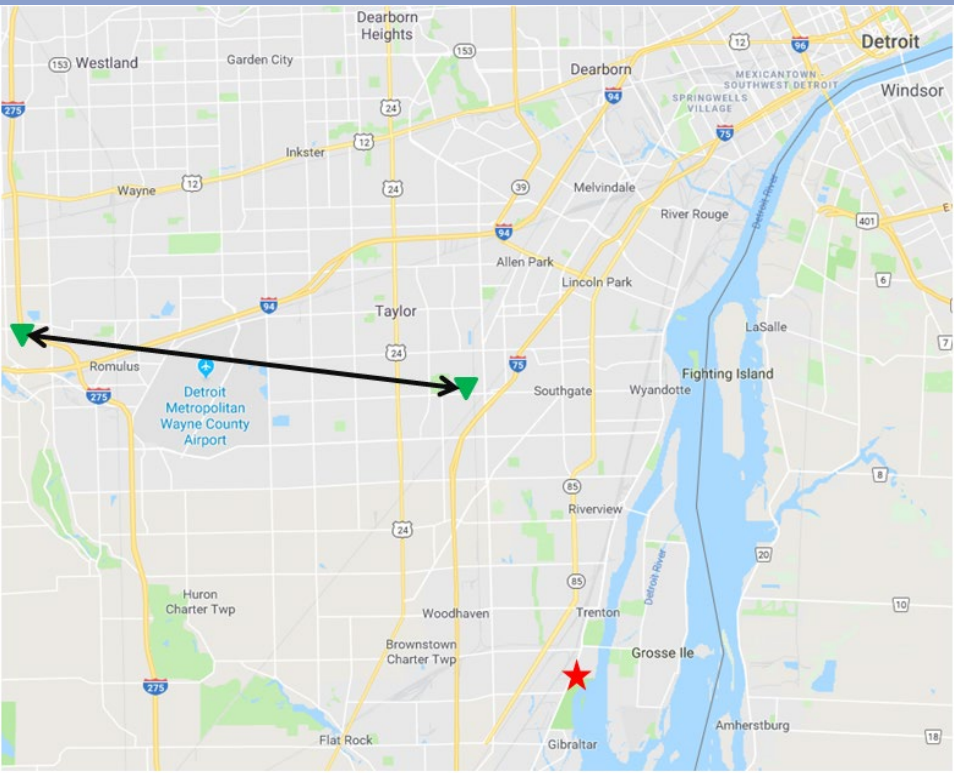 Dearborn
Heights
153
Westland
Garden City
153
12
96
Detroit
Dearborn
MEXICANTOWN -
SOUTHWEST DETROIT
Windsor
94
SPRINGWELLS
VILLAGE
275
24
75
12
Inkster
Wayne
12
24
39
Melvindale
Detroit River
River Rouge
401
94
Allen Park
Lincoln Park
6
94
Taylor
LaSalle
7
24
Romulus
75
Fighting Island
275
Southgate
Wyandotte
Detroit
Metropolitan
Wayne County
Airport
8
85
Riverview
24
20
Detroit River
85
Huron
Charter Twp
Woodhaven
Trenton
10
Brownstown
Charter Twp
Grosse Ile
275
Amherstburg
Flat Rock
Gibraltar
18